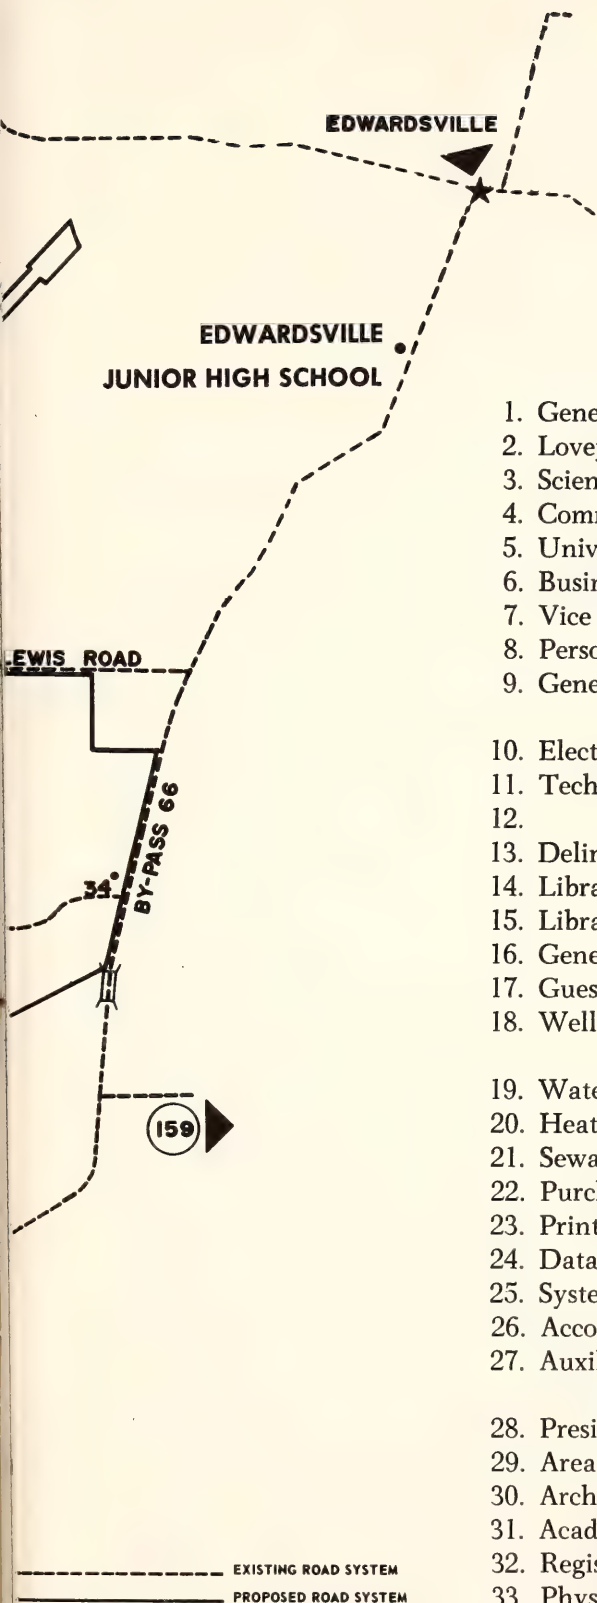 EDWARDSVILLE
EDWARDSVILLE
JUNIOR HIGH SCHOOL
LEWIS ROAD
BY-PASS 66
34
159
1. Gene
2. Lovej
3. Scien
4. Comm
5. Univ
6. Busin
7. Vice
8. Perso
9. Gene
10. Elect
11. Tech
12.
13. Delin
14. Libra
15. Libra
16. Gene
17. Gues
18. Well
19. Wate
20. Heat
21. Sewa
22. Purch
23. Print
24. Data
25. Syste
26. Acco
27. Auxil
28. Presi
29. Area
30. Arch
31. Acad
32. Regis
33. Phys
EXISTING ROAD SYSTEM
PROPOSED ROAD SYSTEM